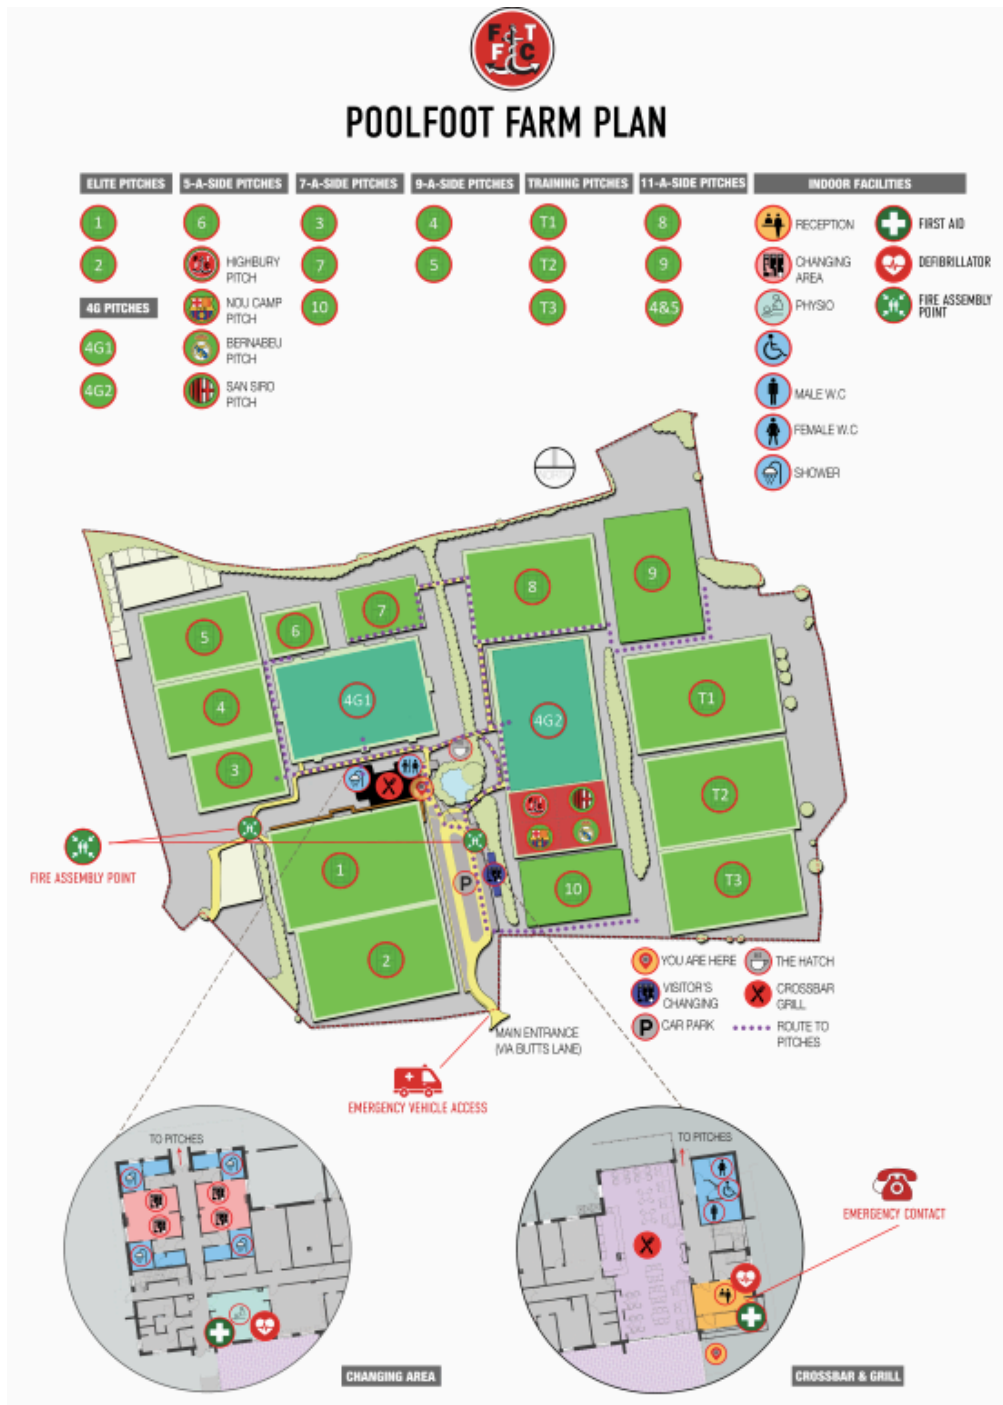 F T
F C
POOLFOOT FARM PLAN
ELITE PITCHES
1
2
4G PITCHES
4G1
4G2
5-A-SIDE PITCHES
6
HIGHBURY
PITCH
NOU CAMP
PITCH
BERNABEU
PITCH
SAN SIRO
PITCH
7-A-SIDE PITCHES
3
7
10
9-A-SIDE PITCHES
4
5
TRAINING PITCHES
T1
T2
T3
11-A-SIDE PITCHES
8
9
4&5
INDOOR FACILITIES
RECEPTION
CHANGING
AREA
PHYSIO
MALE W.C
FEMALE W.C
SHOWER
FIRST AID
DEFIBRILLATOR
FIRE ASSEMBLY
POINT
9
8
7
6
5
4G1
4
3
4G2
T1
T2
T3
1
2
10
P
FIRE ASSEMBLY POINT
YOU ARE HERE
THE HATCH
VISITOR'S
CHANGING
CROSSBAR
GRILL
P
CAR PARK
ROUTE TO
PITCHES
MAIN ENTRANCE
(VIA BUTTS LANE)
EMERGENCY VEHICLE ACCESS
TO PITCHES
CHANGING AREA
TO PITCHES
EMERGENCY CONTACT
CROSSBAR & GRILL